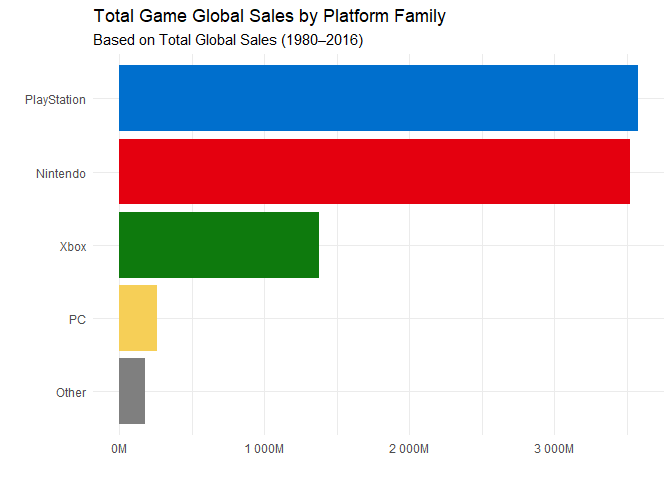 Total Game Global Sales by Platform Family
Based on Total Global Sales (1980–2016)
PlayStation
Nintendo
Xbox
PC
Other
0M 1 000M 2 000M 3 000M